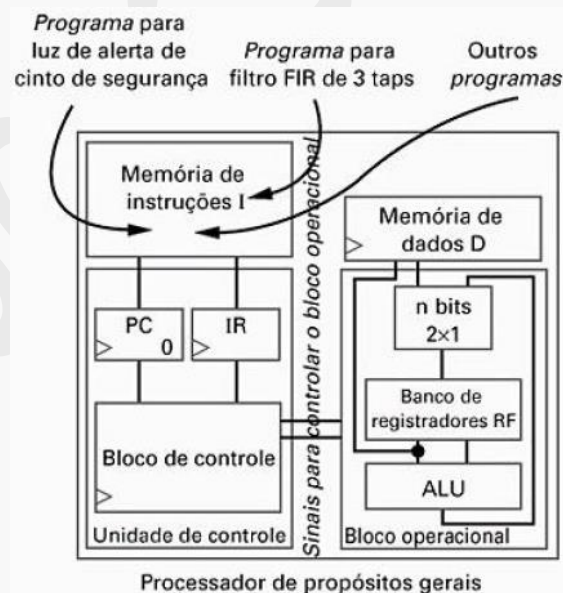 Programa para
luz de alerta de
cinto de segurança
Programa para
filtro FIR de 3 taps
Outros
programas
Memória de
instruções I
Sinais para controlar o bloco operacional
Memória de
dados D
PC
0
IR
n bits
2×1
Banco de
registradores RF
Bloco de controle
ALU
Unidade de controle
Bloco operacional
Processador de propósitos gerais